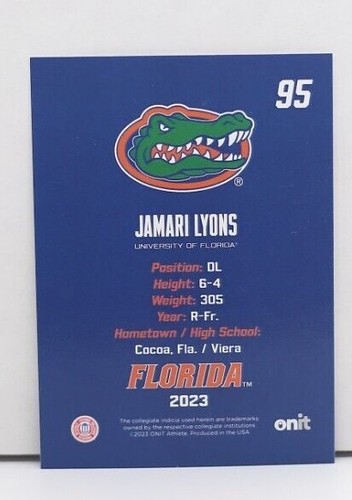 95
JAMARI LYONS
UNIVERSITY OF FLORIDA
Position: DL
Height: 6-4
Weight: 305
Year: R-Fr.
Hometown / High School:
Cocoa, Fla. / Viera
FLORIDA™
2023
The collegiate indicia used herein are trademarks
owned by the respective collegiate institutions
©2023 ONIT Athlete. Produced in the USA
onit